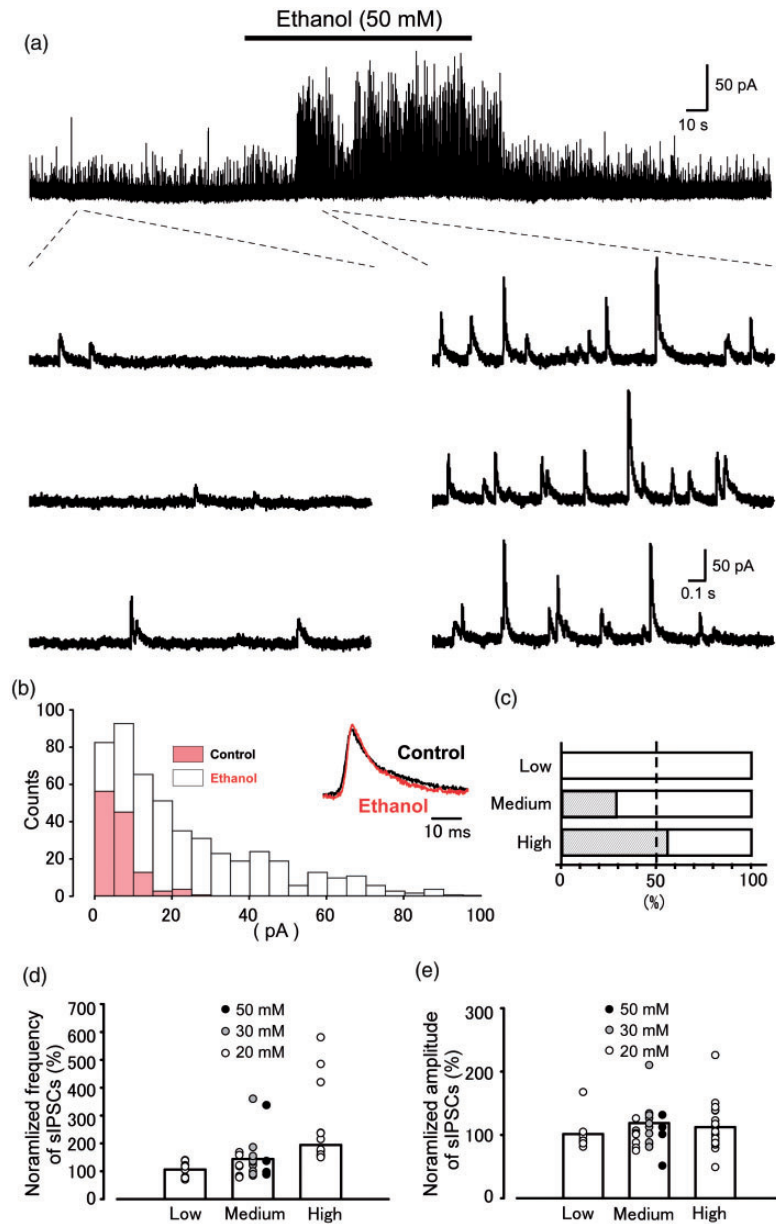 Ethanol (50 mM)
(a)
50 pA
10 s
50 pA
0.1 s
(b)
100
80
60
40
20
0
Counts
Control
Ethanol
Control
Ethanol
10 ms
0
20
40
60
80
100
( pA )
(c)
Low
Medium
High
0
50
100
(%)
(d)
Noramlized frequency
of sIPSCs (%)
700
600
500
400
300
200
100
0
50 mM
30 mM
20 mM
Low
Medium
High
(e)
Noramlized amplitude
of sIPSCs (%)
300
200
100
0
50 mM
30 mM
20 mM
Low
Medium
High